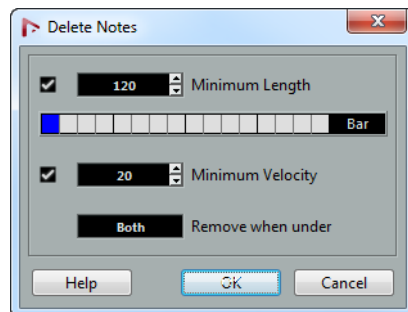 Delete Notes
120 Minimum Length
Bar
20 Minimum Velocity
Both Remove when under
Help OK Cancel